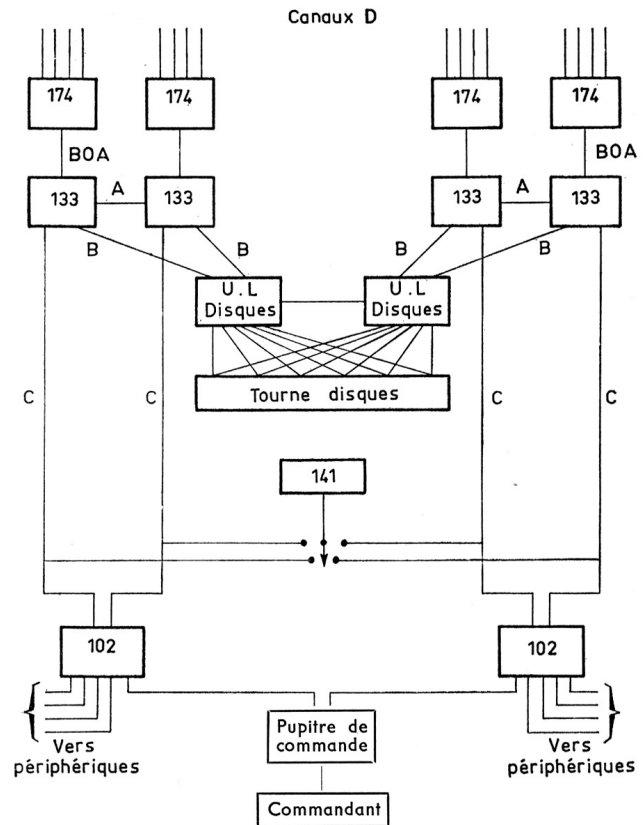 Canaux D
174
174
174
174
BOA
BOA
133
A
133
133
A
133
B
B
B
B
U.L
Disques
U.L
Disques
Tourne disques
C
C
C
C
141
102
102
Vers
périphériques
Pupitre de
commande
Vers
périphériques
Commandant